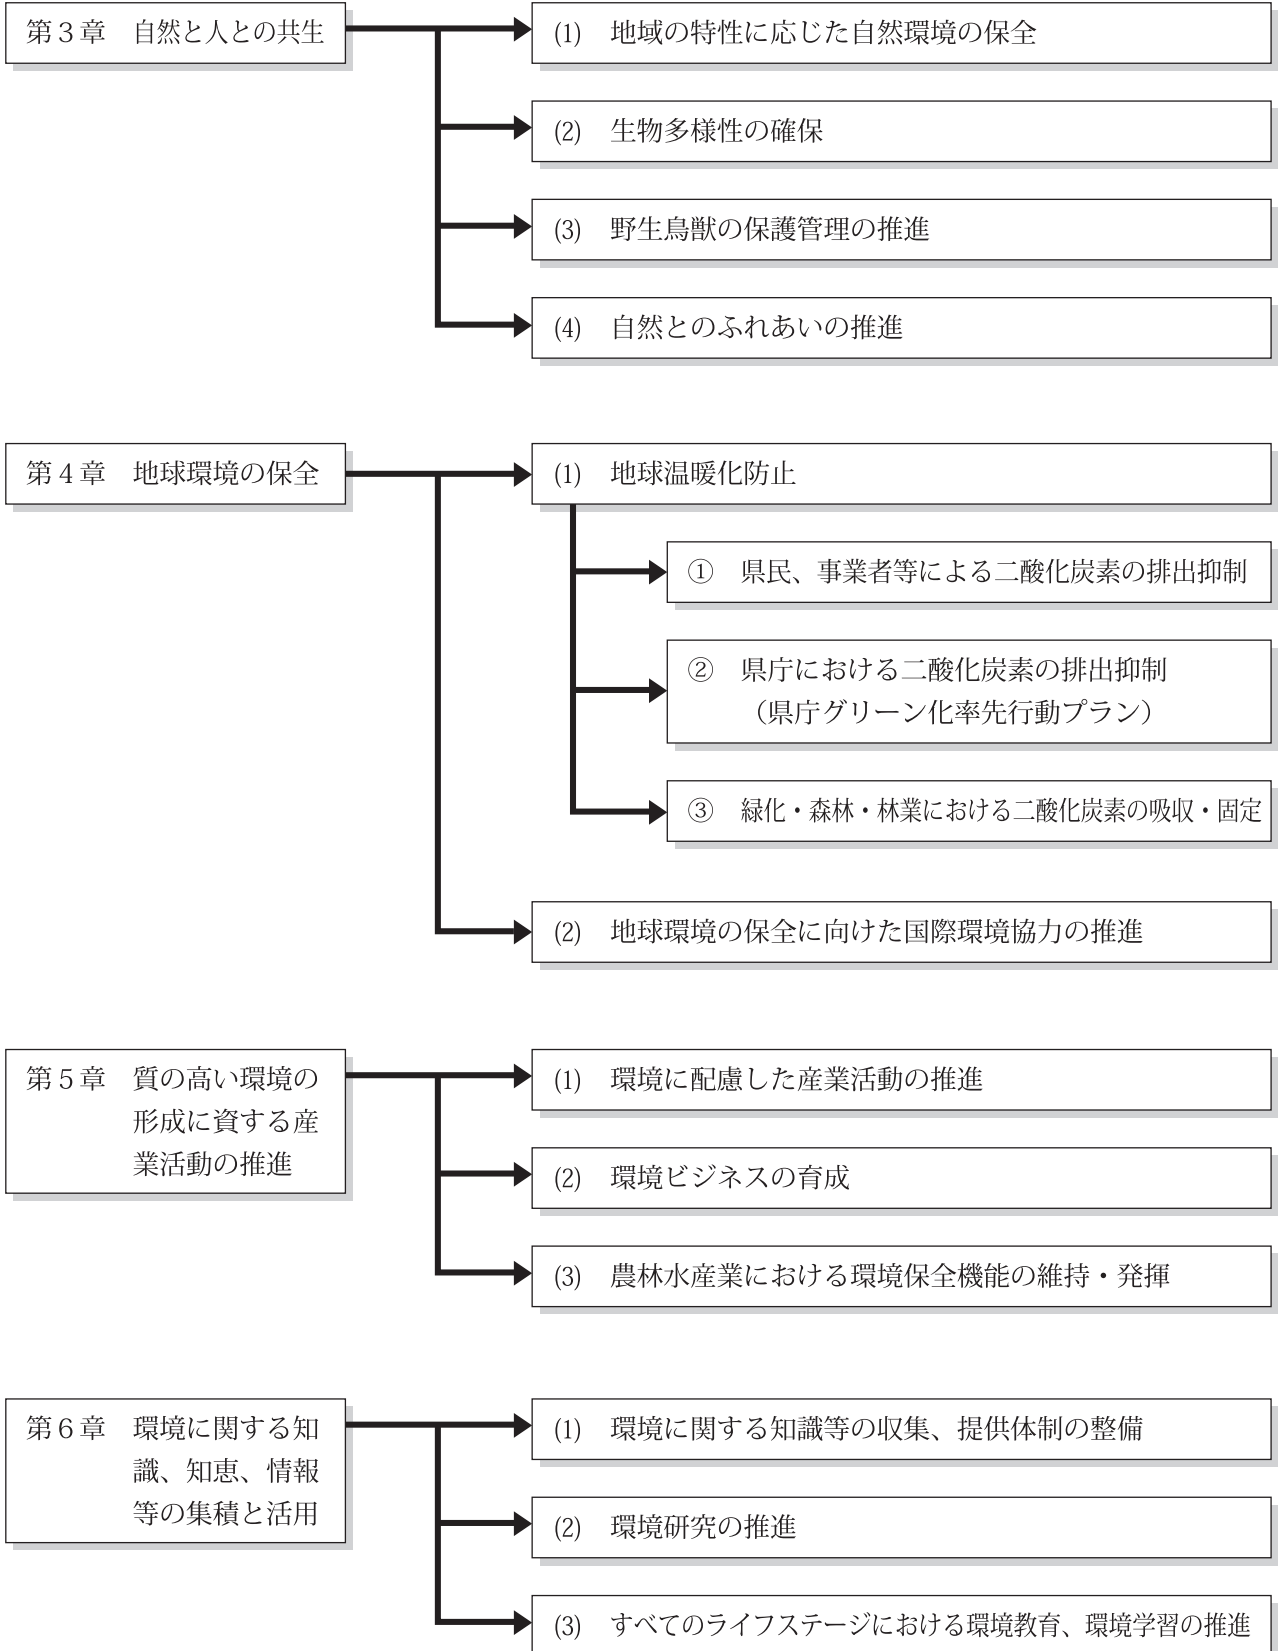 第３章　自然と人との共生
(1)　地域の特性に応じた自然環境の保全
(2)　生物多様性の確保
(3)　野生鳥獣の保護管理の推進
(4)　自然とのふれあいの推進
第４章　地球環境の保全
(1)　地球温暖化防止
①　県民、事業者等による二酸化炭素の排出抑制
②　県庁における二酸化炭素の排出抑制
（県庁グリーン化率先行動プラン）
③　緑化・森林・林業における二酸化炭素の吸収・固定
(2)　地球環境の保全に向けた国際環境協力の推進
第５章　質の高い環境の
形成に資する産
業活動の推進
(1)　環境に配慮した産業活動の推進
(2)　環境ビジネスの育成
(3)　農林水産業における環境保全機能の維持・発揮
第６章　環境に関する知
識、知恵、情報
等の集積と活用
(1)　環境に関する知識等の収集、提供体制の整備
(2)　環境研究の推進
(3)　すべてのライフステージにおける環境教育、環境学習の推進